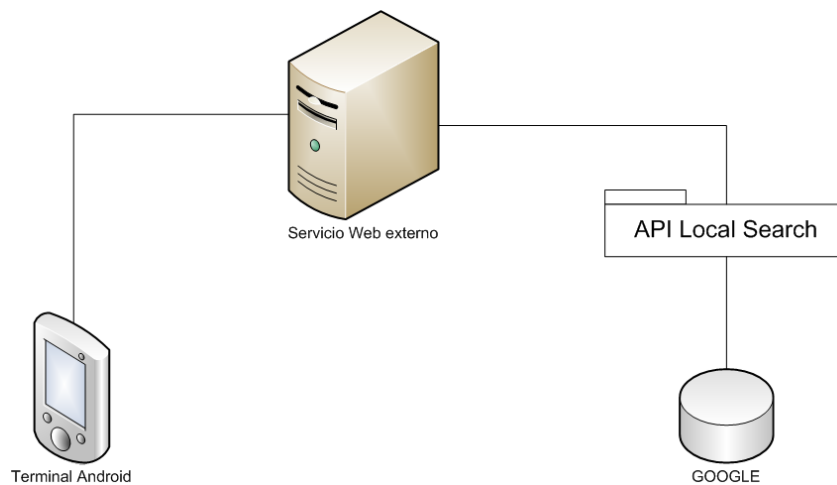 Servicio Web externo
API Local Search
Terminal Android
GOOGLE